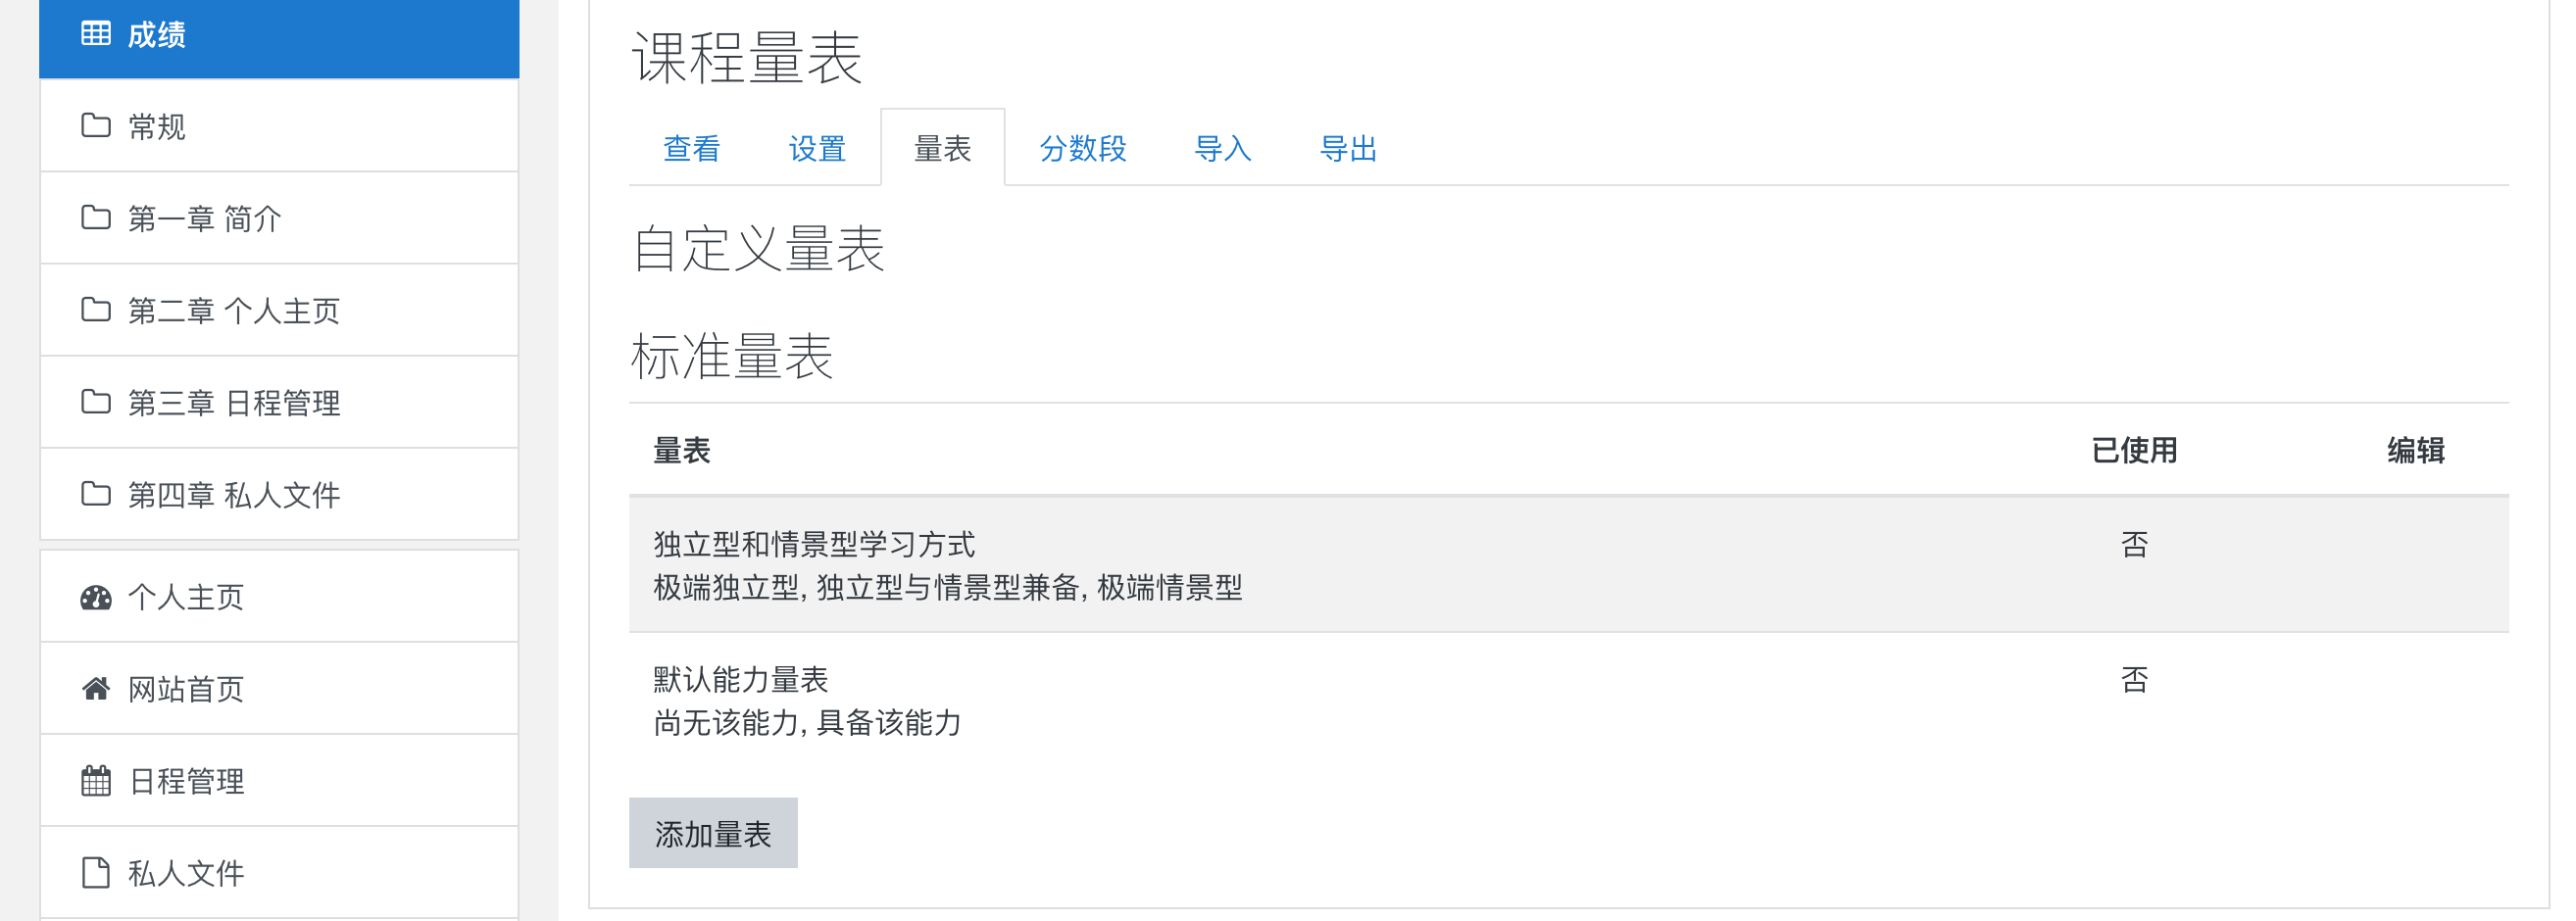 成绩
常规
第一章 简介
第二章 个人主页
第三章 日程管理
第四章 私人文件
个人主页
网站首页
日程管理
私人文件
课程量表
查看 设置 量表 分数段 导入 导出
自定义量表
标准量表
量表 已使用 编辑
独立型和情景型学习方式 否
极端独立型, 独立型与情景型兼备, 极端情景型
默认能力量表 否
尚无该能力, 具备该能力
添加量表